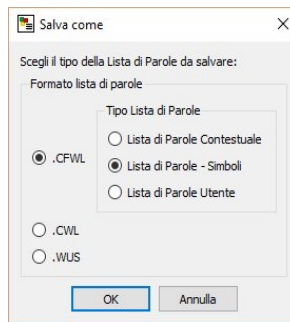 Salva come
Scegli il tipo della Lista di Parole da salvare:
Formato lista di parole
Tipo Lista di Parole
Lista di Parole Contestuale
.CFWL
Lista di Parole - Simboli
Lista di Parole Utente
.CWL
.WUS
OK Annulla